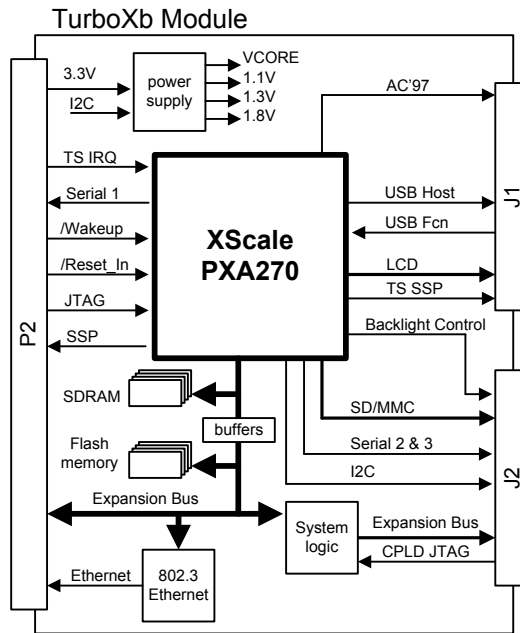 TurboXb Module
3.3V
I2C
power
supply
VCORE
1.1V
1.3V
1.8V
AC'97
TS IRQ
Serial 1
/Wakeup
/Reset_In
JTAG
SSP
P2
XScale
PXA270
USB Host
USB Fcn
LCD
TS SSP
J1
Backlight Control
SD/MMC
Serial 2 & 3
I2C
J2
SDRAM
buffers
Flash
memory
Expansion Bus
System
logic
Expansion Bus
CPLD JTAG
Ethernet
802.3
Ethernet